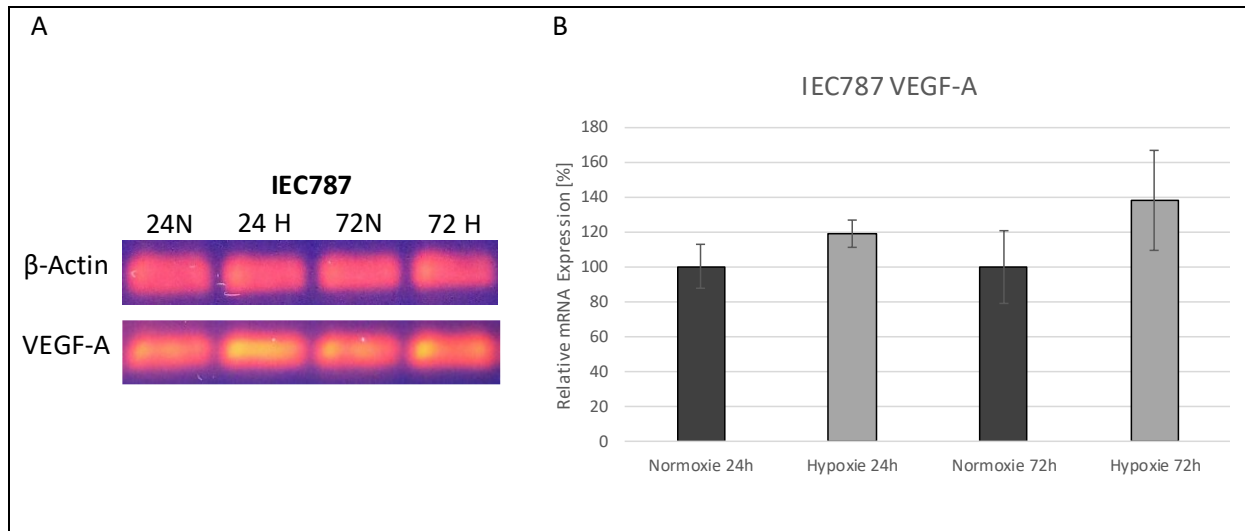 A
IEC787
24N 24 H 72N 72 H
β-Actin
VEGF-A
B
IEC787 VEGF-A
Relative mRNA Expression [%]
180
160
140
120
100
80
60
40
20
0
Normoxie 24h Hypoxie 24h Normoxie 72h Hypoxie 72h